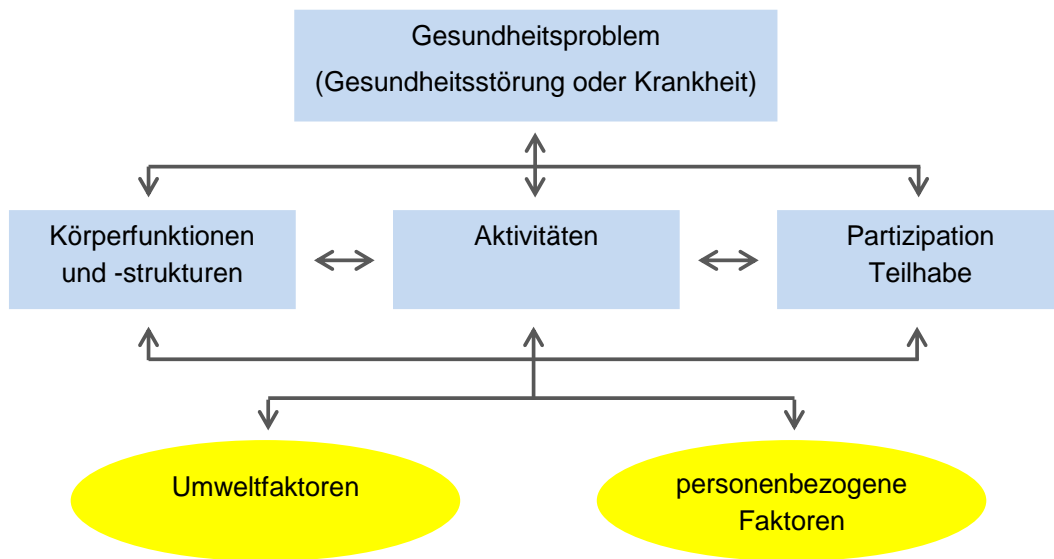 Gesundheitsproblem
(Gesundheitsstörung oder Krankheit)
Körperfunktionen
und -strukturen
Aktivitäten
Partizipation
Teilhabe
Umweltfaktoren
personenbezogene
Faktoren